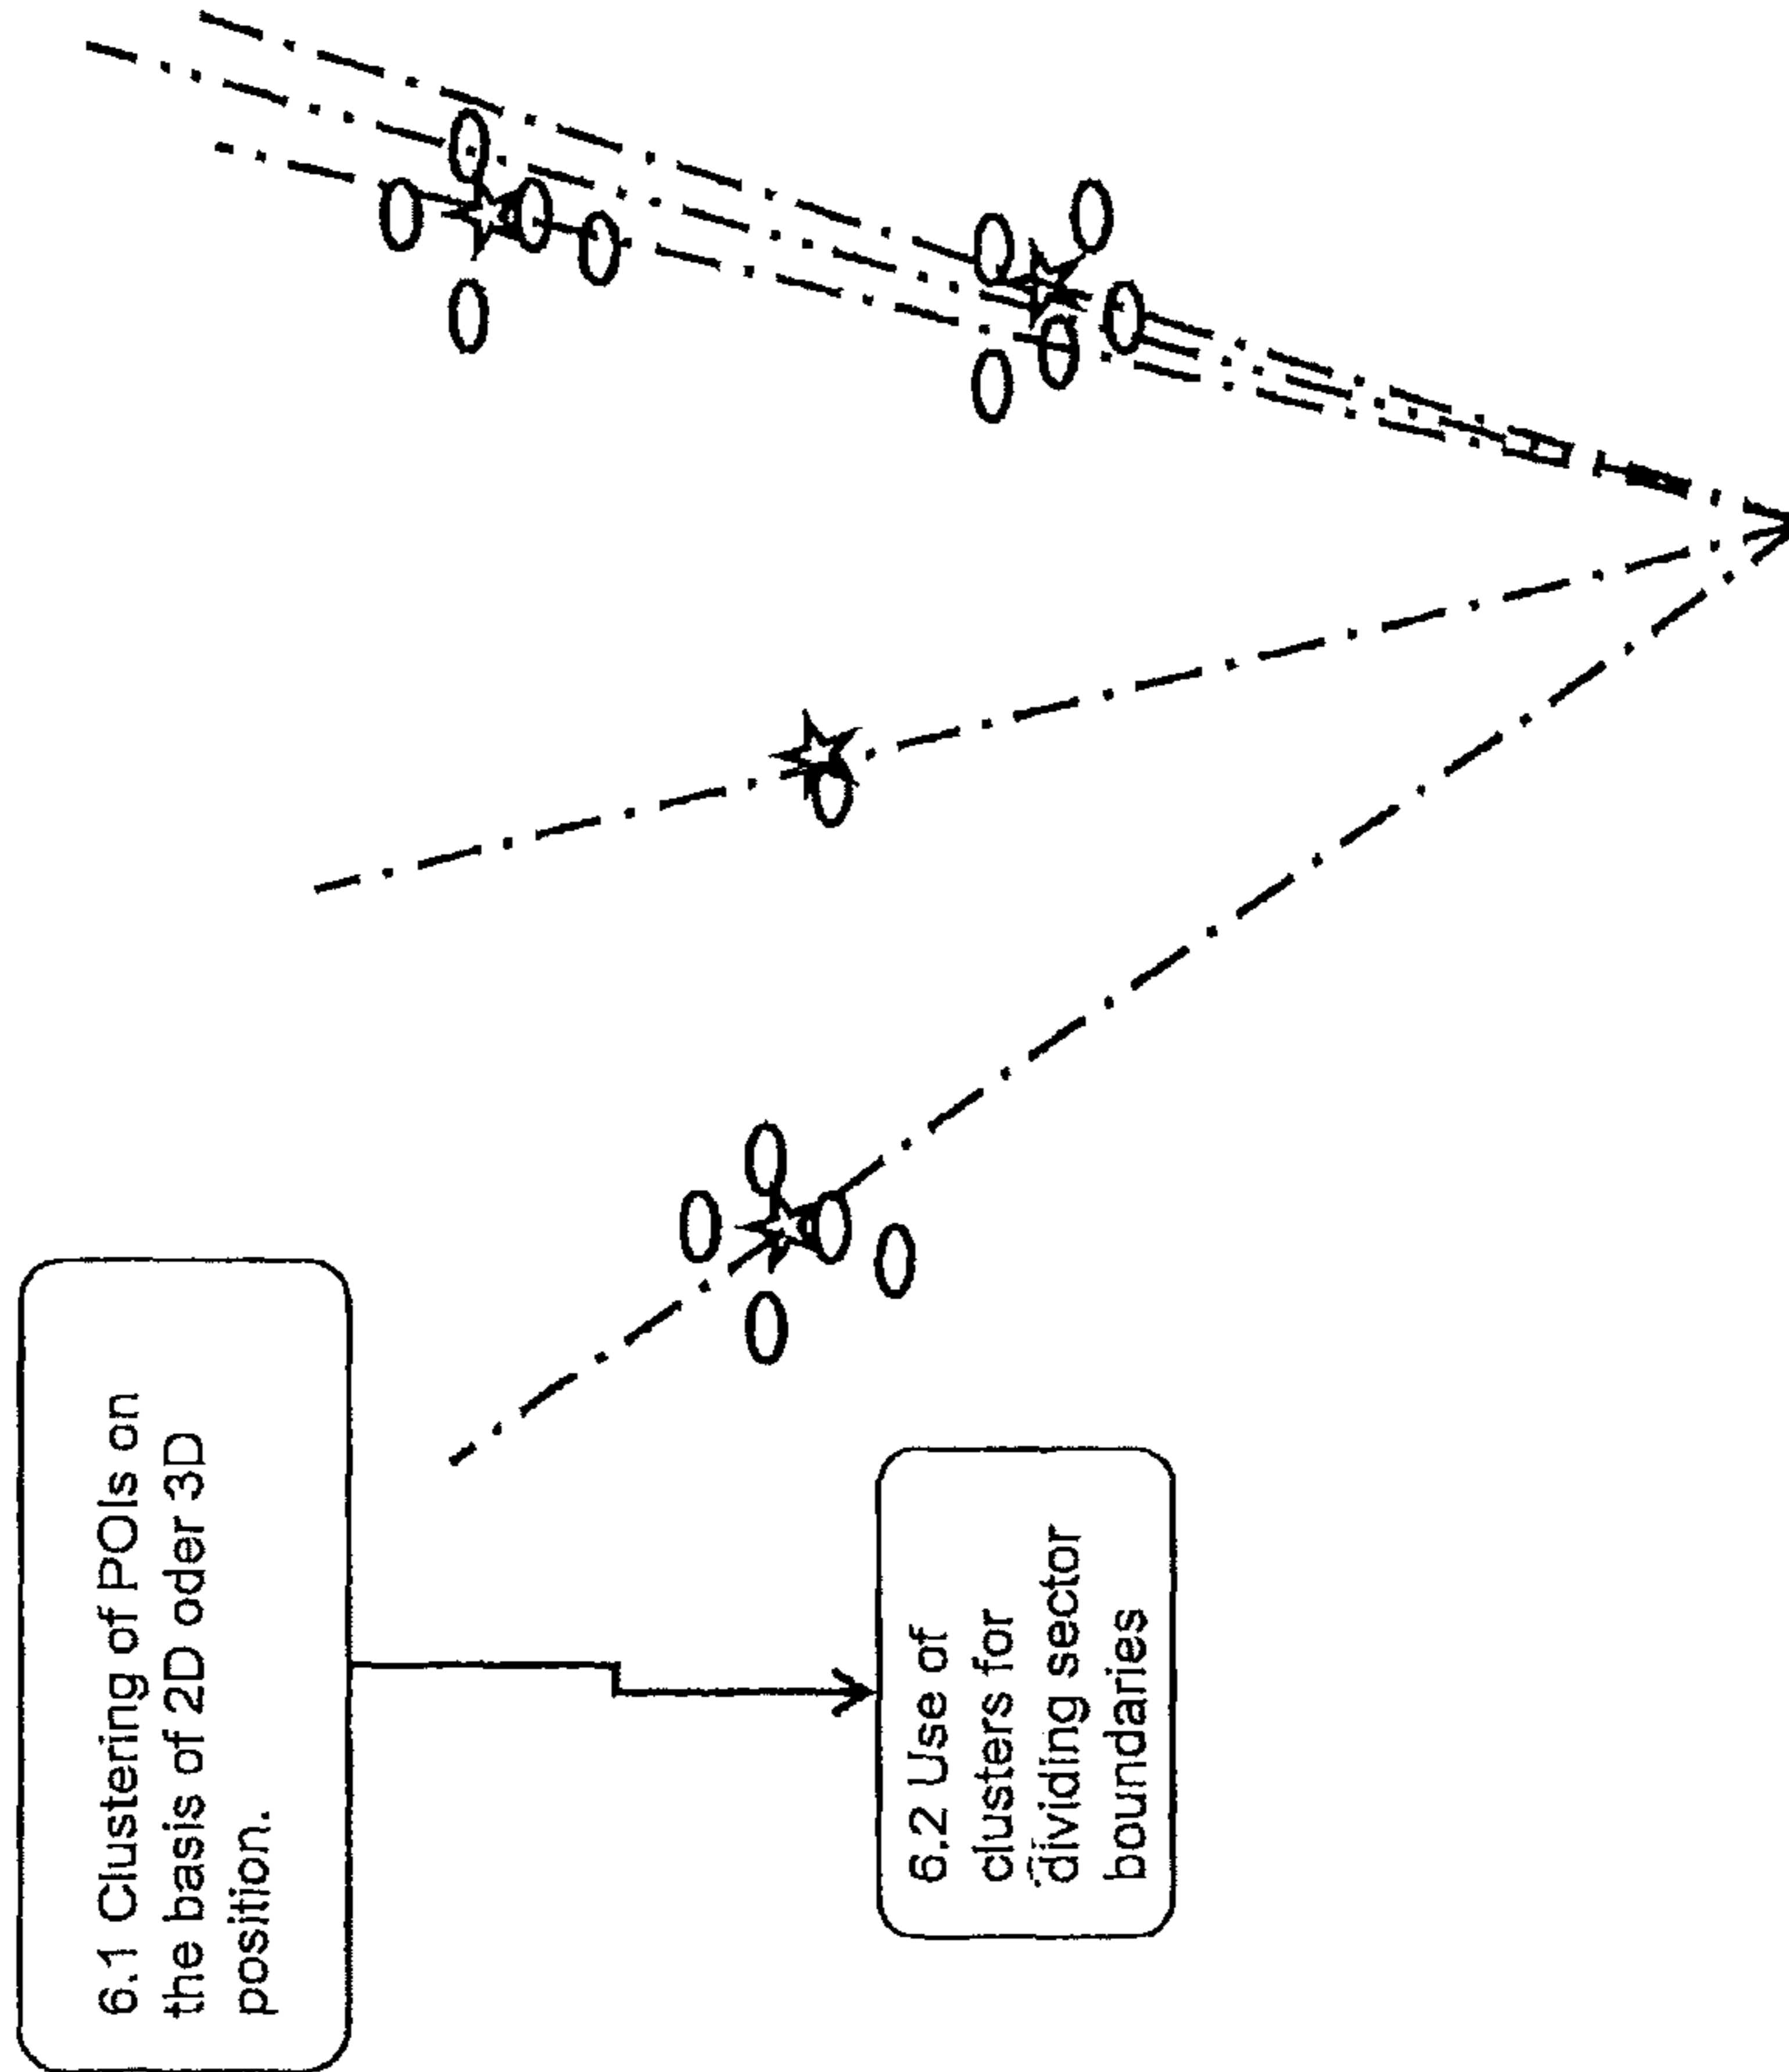 6.1 Clustering of POIs on
the basis of 2D oder 3D
position.
6.2 Use of
clusters for
dividing sector
boundaries